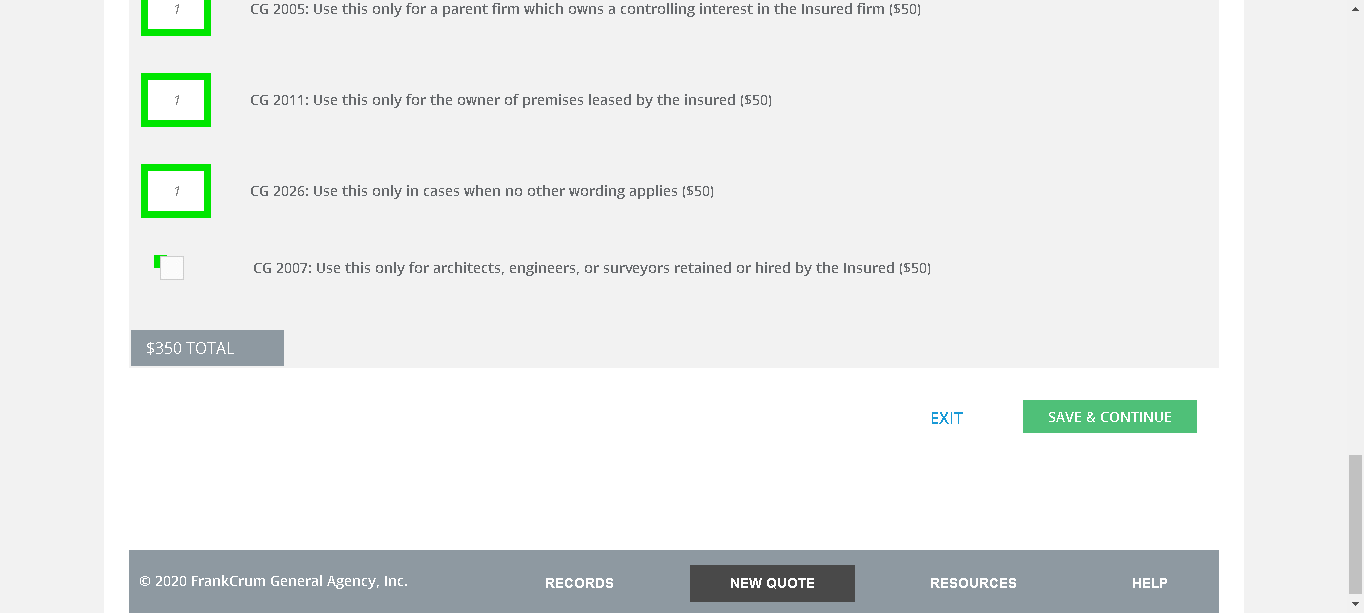 1 CG 2005: Use this only for a parent firm which owns a controlling interest in the Insured firm ($50)
1 CG 2011: Use this only for the owner of premises leased by the insured ($50)
1 CG 2026: Use this only in cases when no other wording applies ($50)
CG 2007: Use this only for architects, engineers, or surveyors retained or hired by the Insured ($50)
$350 TOTAL
EXIT SAVE & CONTINUE
© 2020 FrankCrum General Agency, Inc. RECORDS NEW QUOTE RESOURCES HELP